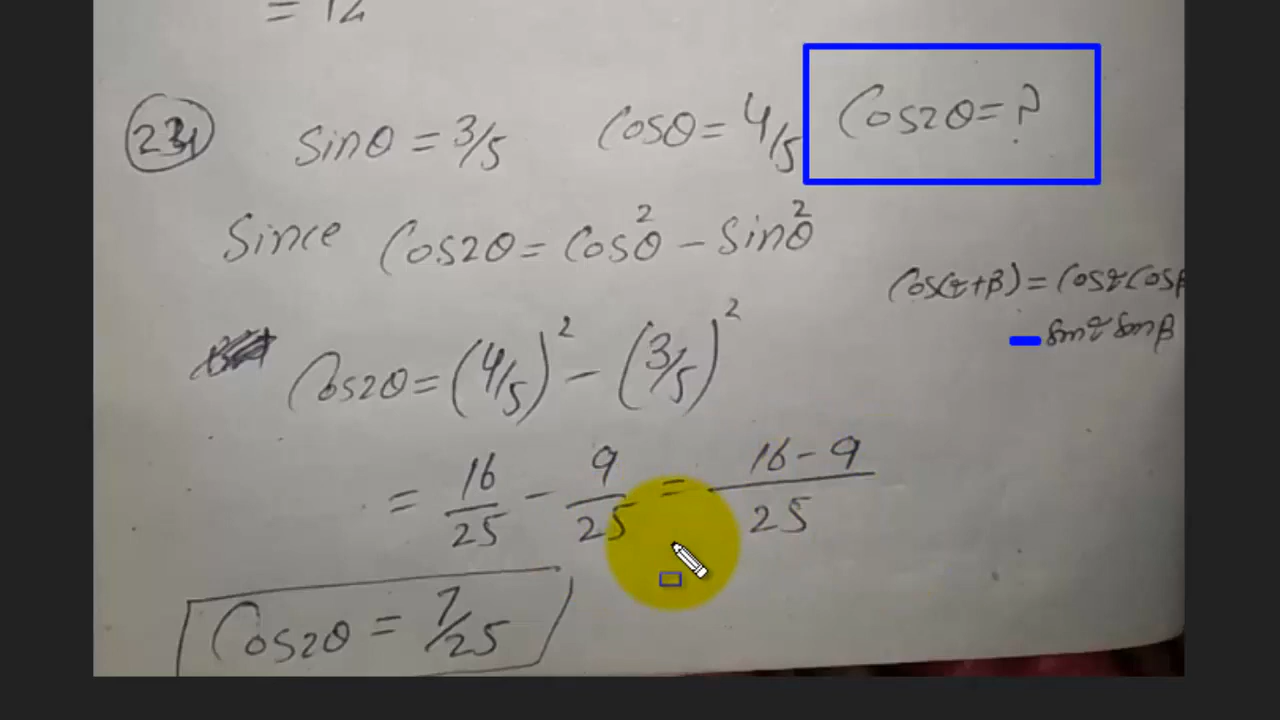 = 12
231 sinθ = 3/5 Cosθ = 4/5 Cos2θ = ?
Since Cos2θ = Cos²θ - Sin²θ
Cos(α+β) = Cosα Cosβ
- Sinα Sinβ
Cos2θ = (4/5)² - (3/5)²
= 16/25 - 9/25 = 16-9/25
Cos2θ = 7/25